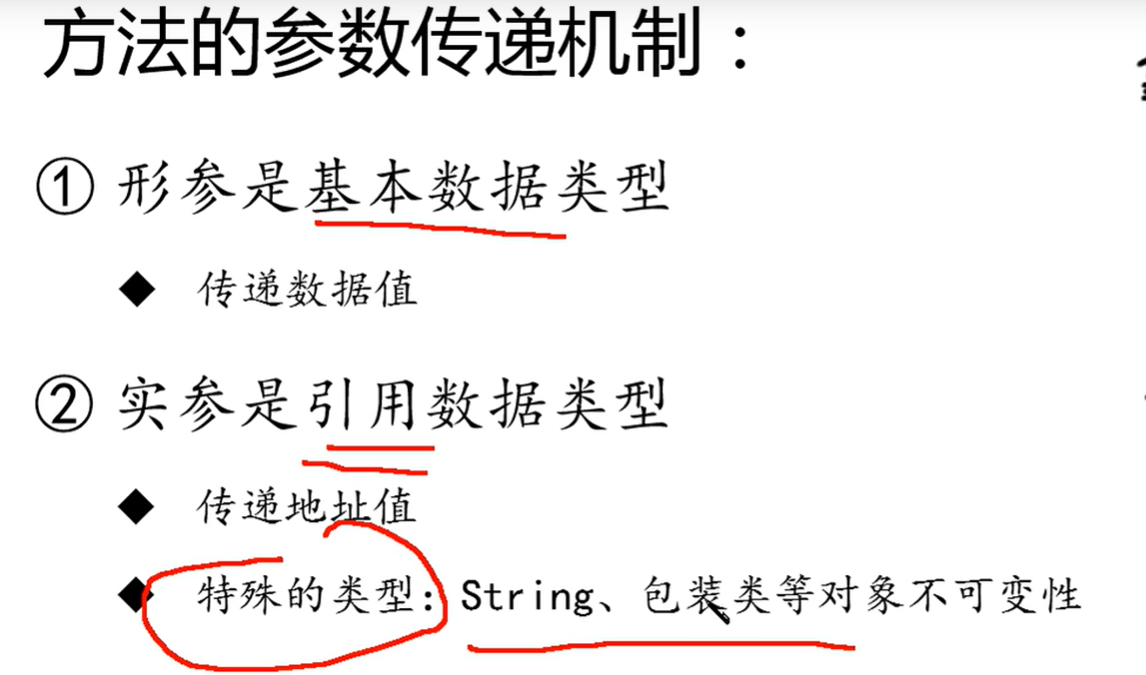 方法的参数传递机制：
① 形参是基本数据类型
◆ 传递数据值
② 实参是引用数据类型
◆ 传递地址值
◆ 特殊的类型：String、包装类等对象不可变性